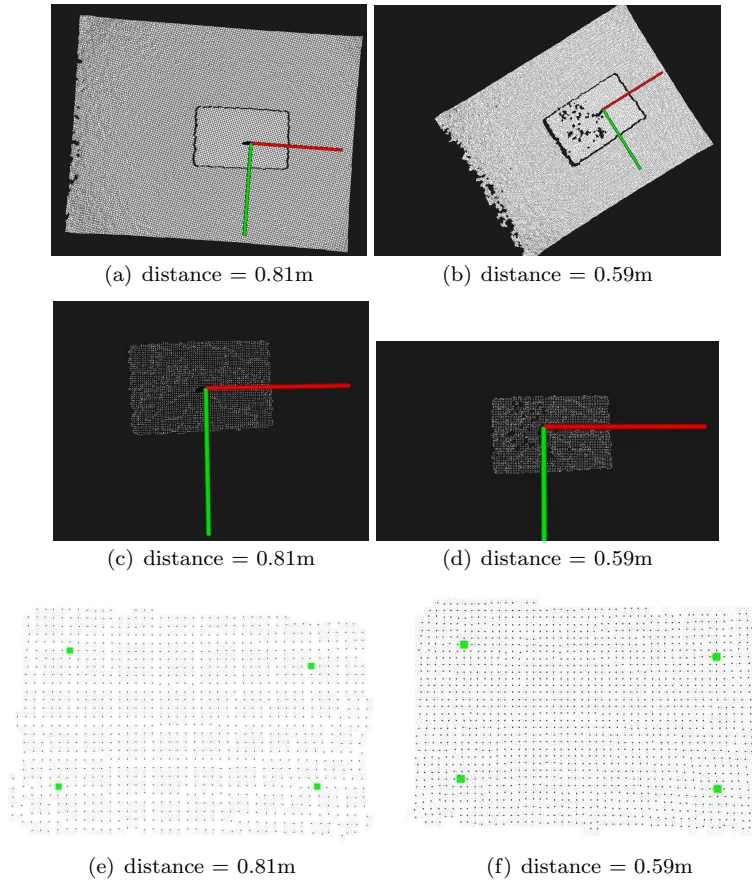 (a) distance = 0.81m
(b) distance = 0.59m
(c) distance = 0.81m
(d) distance = 0.59m
(e) distance = 0.81m
(f) distance = 0.59m